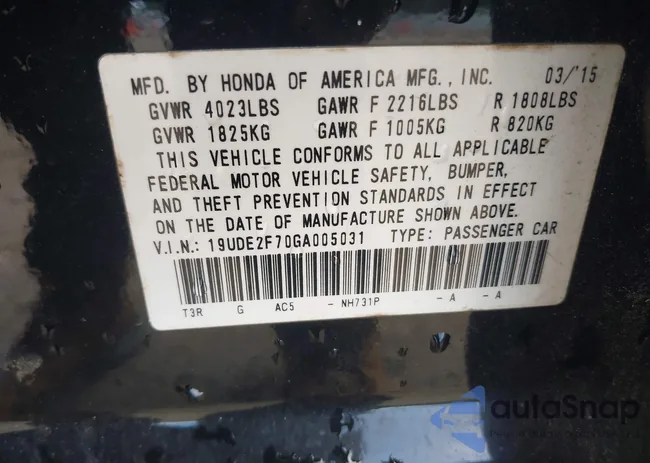 MFD. BY HONDA OF AMERICA MFG., INC. 03/'15
GVWR 4023LBS GAWR F 2216LBS R 1808LBS
GVWR 1825KG GAWR F 1005KG R 820KG
THIS VEHICLE CONFORMS TO ALL APPLICABLE
FEDERAL MOTOR VEHICLE SAFETY, BUMPER,
AND THEFT PREVENTION STANDARDS IN EFFECT
ON THE DATE OF MANUFACTURE SHOWN ABOVE.
V.I.N.: 19UDE2F70GA005031 TYPE: PASSENGER CAR
T3R G AC5 - NH731P - A - A
autaSnap